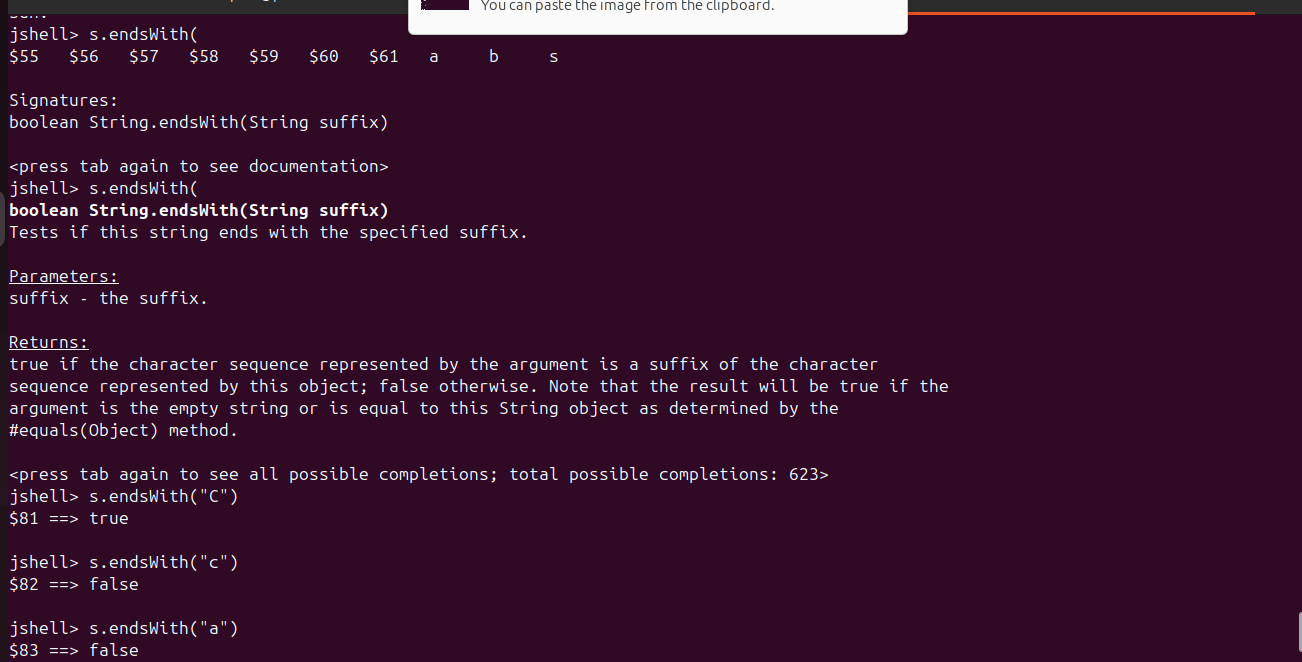 You can paste the image from the clipboard.
jshell> s.endsWith(
$55   $56   $57   $58   $59   $60   $61   a     b     s
Signatures:
boolean String.endsWith(String suffix)
<press tab again to see documentation>
jshell> s.endsWith(
boolean String.endsWith(String suffix)
Tests if this string ends with the specified suffix.
Parameters:
suffix - the suffix.
Returns:
true if the character sequence represented by the argument is a suffix of the character
sequence represented by this object; false otherwise. Note that the result will be true if the
argument is the empty string or is equal to this String object as determined by the
#equals(Object) method.
<press tab again to see all possible completions; total possible completions: 623>
jshell> s.endsWith("C")
$81 ==> true
jshell> s.endsWith("c")
$82 ==> false
jshell> s.endsWith("a")
$83 ==> false